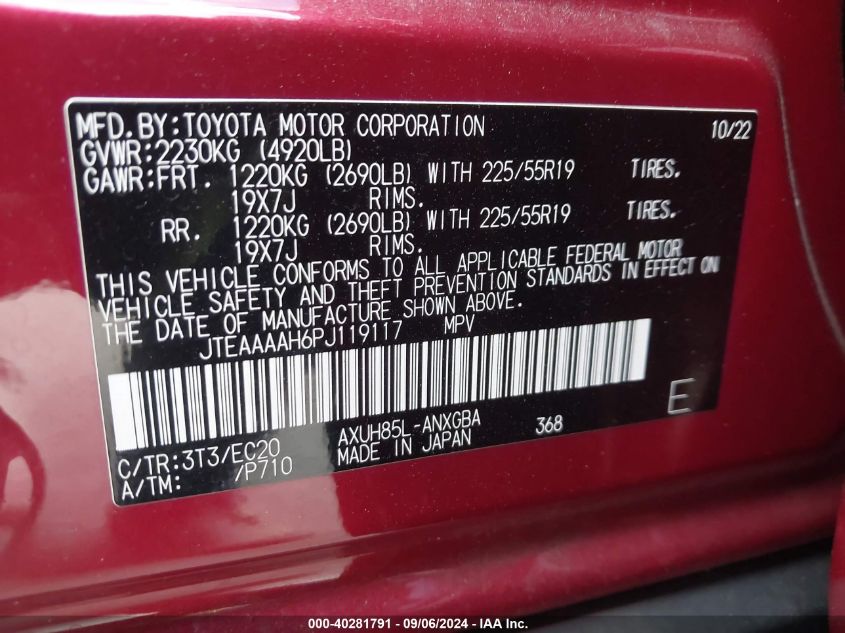 MFD.BY:TOYOTA MOTOR CORPORATION 10/22
GVWR:2230KG (4920LB)
GAWR:FRT. 1220KG (2690LB) WITH 225/55R19 TIRES.
19X7J RIMS.
RR. 1220KG (2690LB) WITH 225/55R19 TIRES.
19X7J RIMS.
THIS VEHICLE CONFORMS TO ALL APPLICABLE FEDERAL MOTOR
VEHICLE SAFETY AND THEFT PREVENTION STANDARDS IN EFFECT ON
THE DATE OF MANUFACTURE SHOWN ABOVE.
JTEAAAAH6PJ119117 MPV
E
C/TR:3T3/EC20 AXUH85L-ANXGBA 368
A/TM: /P710 MADE IN JAPAN
000-40281791 - 09/06/2024 - IAA Inc.